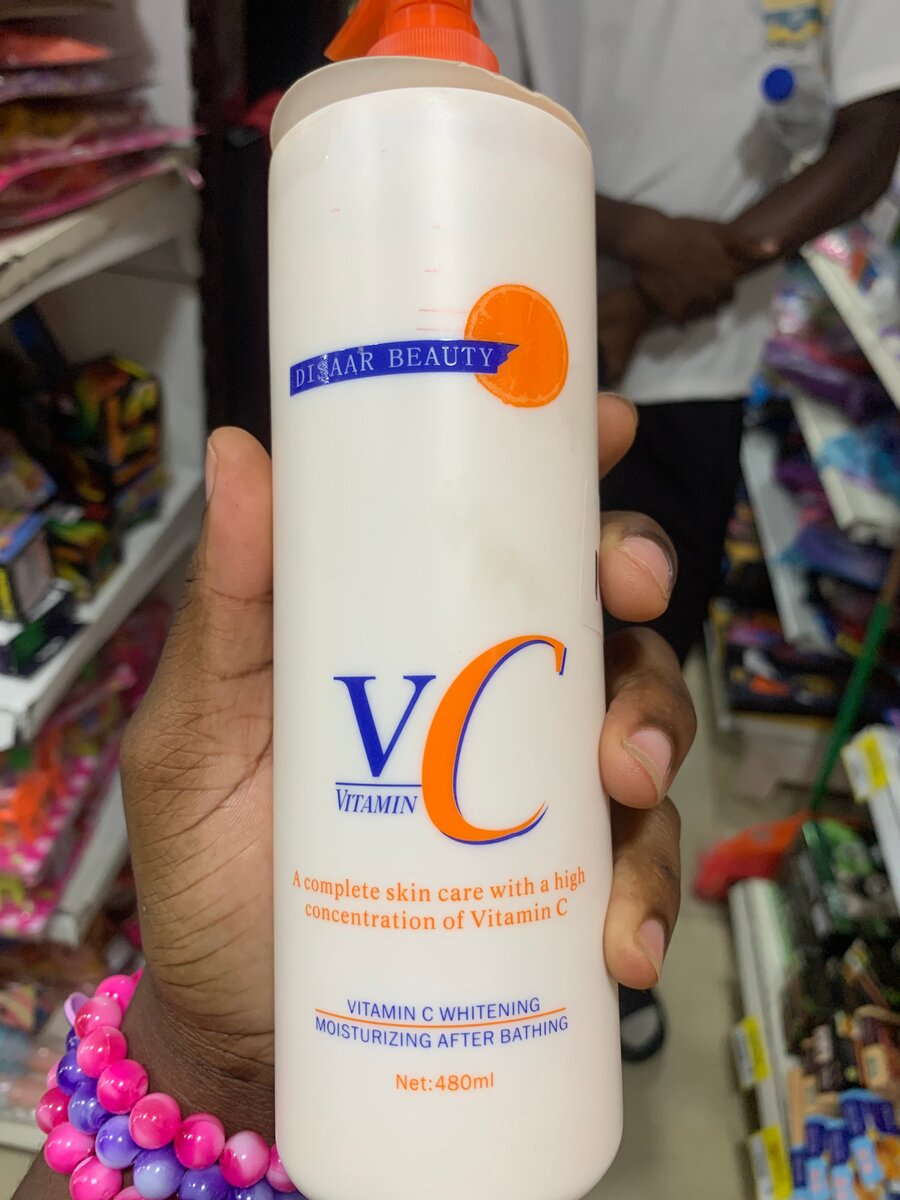 DISAAR BEAUTY
VC
VITAMIN
A complete skin care with a high
concentration of Vitamin C
VITAMIN C WHITENING
MOISTURIZING AFTER BATHING
Net:480ml